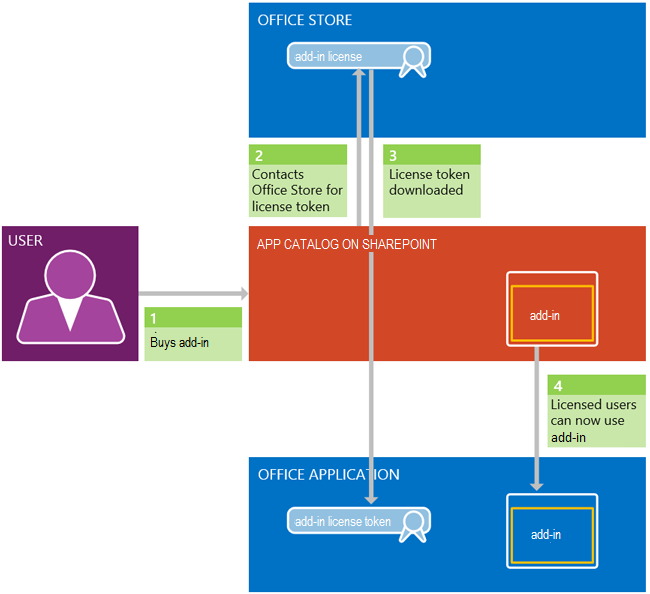 OFFICE STORE
add-in license
2
Contacts
Office Store for
license token
3
License token
downloaded
USER
APP CATALOG ON SHAREPOINT
add-in
1
Buys add-in
4
Licensed users
can now use
add-in
OFFICE APPLICATION
add-in license token
add-in